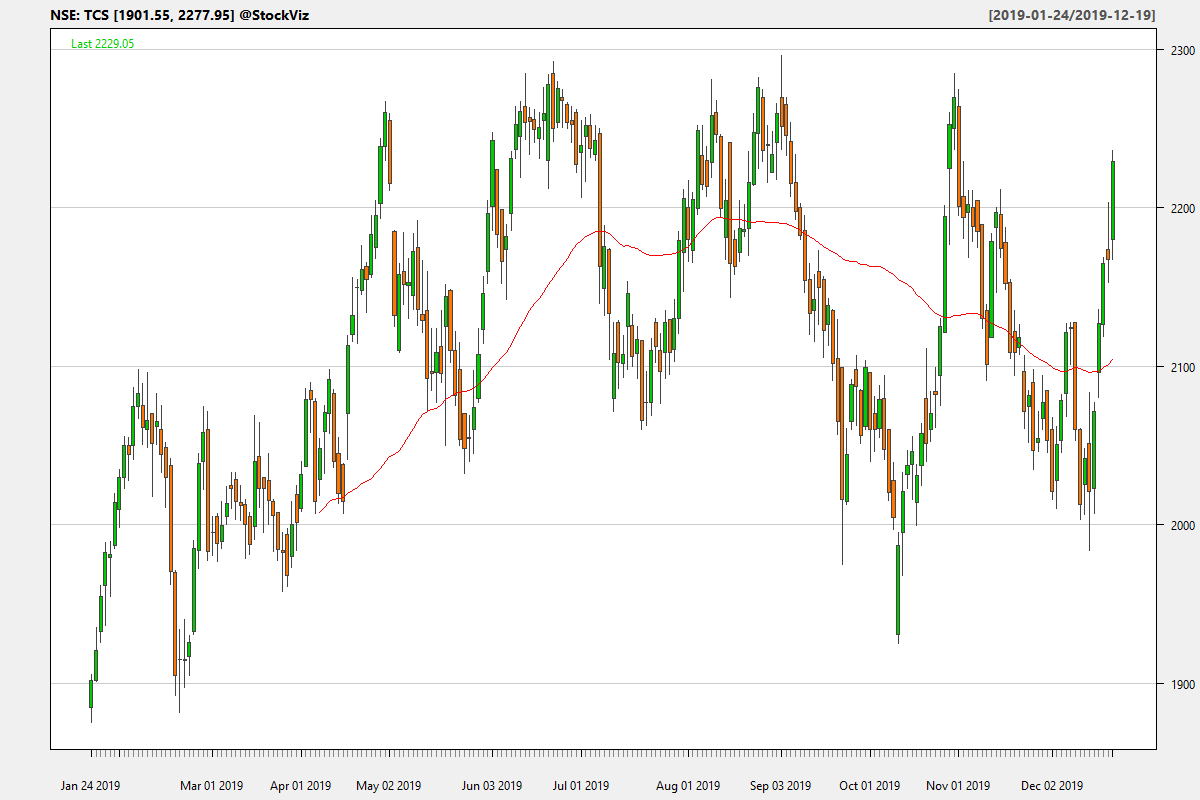 NSE: TCS [1901.55, 2277.95] @StockViz
[2019-01-24/2019-12-19]
Last 2229.05
2300
2200
2100
2000
1900
Jan 24 2019 Mar 01 2019 Apr 01 2019 May 02 2019 Jun 03 2019 Jul 01 2019 Aug 01 2019 Sep 03 2019 Oct 01 2019 Nov 01 2019 Dec 02 2019